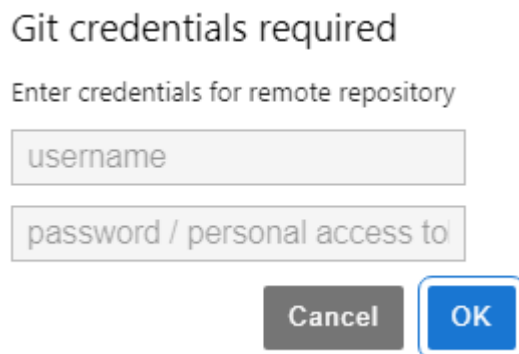 Git credentials required
Enter credentials for remote repository
username
password / personal access to
Cancel OK